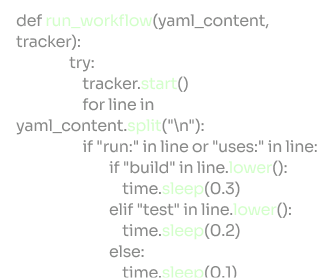 def run_workflow(yaml_content,
tracker):
try:
tracker.start()
for line in
yaml_content.split("\n"):
if "run:" in line or "uses:" in line:
if "build" in line.lower():
time.sleep(0.3)
elif "test" in line.lower():
time.sleep(0.2)
else:
time.sleep(0.1)